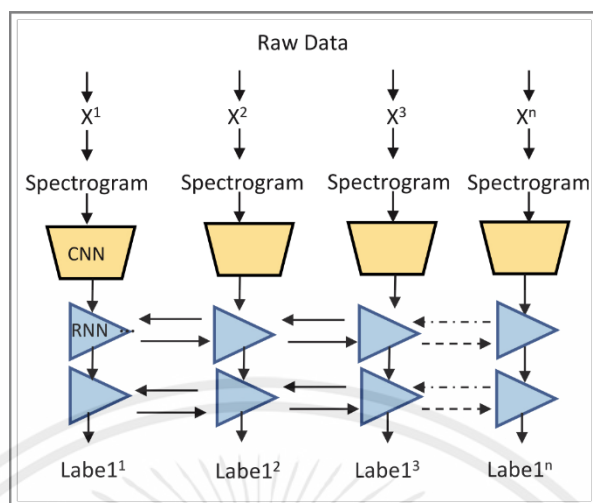 Raw Data
X¹ X² X³ Xⁿ
Spectrogram Spectrogram Spectrogram Spectrogram
CNN
RNN ...
Labe1¹ Labe1² Labe1³ Labe1ⁿ